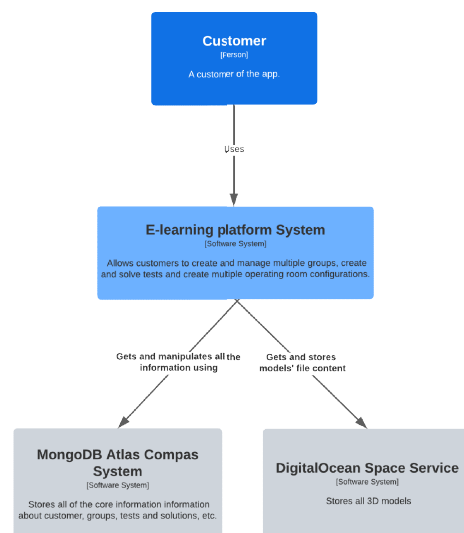 Customer
[Person]
A customer of the app.
Uses
E-learning platform System
[Software System]
Allows customers to create and manage multiple groups, create
and solve tests and create multiple operating room configurations.
Gets and manipulates all the
information using
Gets and stores
models' file content
MongoDB Atlas Compas
System
[Software System]
Stores all of the core information information
about customer, groups, tests and solutions, etc.
DigitalOcean Space Service
[Software System]
Stores all 3D models